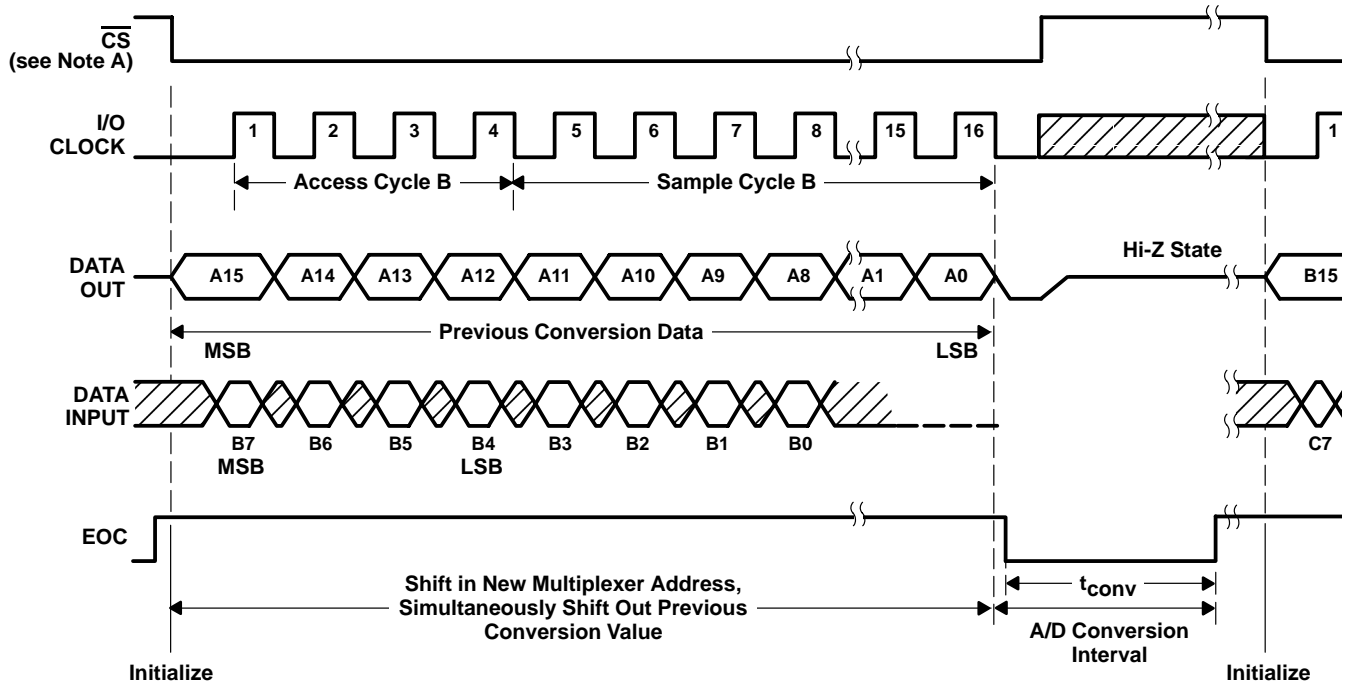 CS
(see Note A)
I/O
CLOCK
1 2 3 4 5 6 7 8 15 16 1
Access Cycle B
Sample Cycle B
Hi-Z State
DATA
OUT
A15 A14 A13 A12 A11 A10 A9 A8 A1 A0 B15
Previous Conversion Data
MSB LSB
DATA
INPUT
B7 B6 B5 B4 B3 B2 B1 B0 C7
MSB LSB
EOC
Shift in New Multiplexer Address,
Simultaneously Shift Out Previous
Conversion Value
tconv
A/D Conversion
Interval
Initialize Initialize